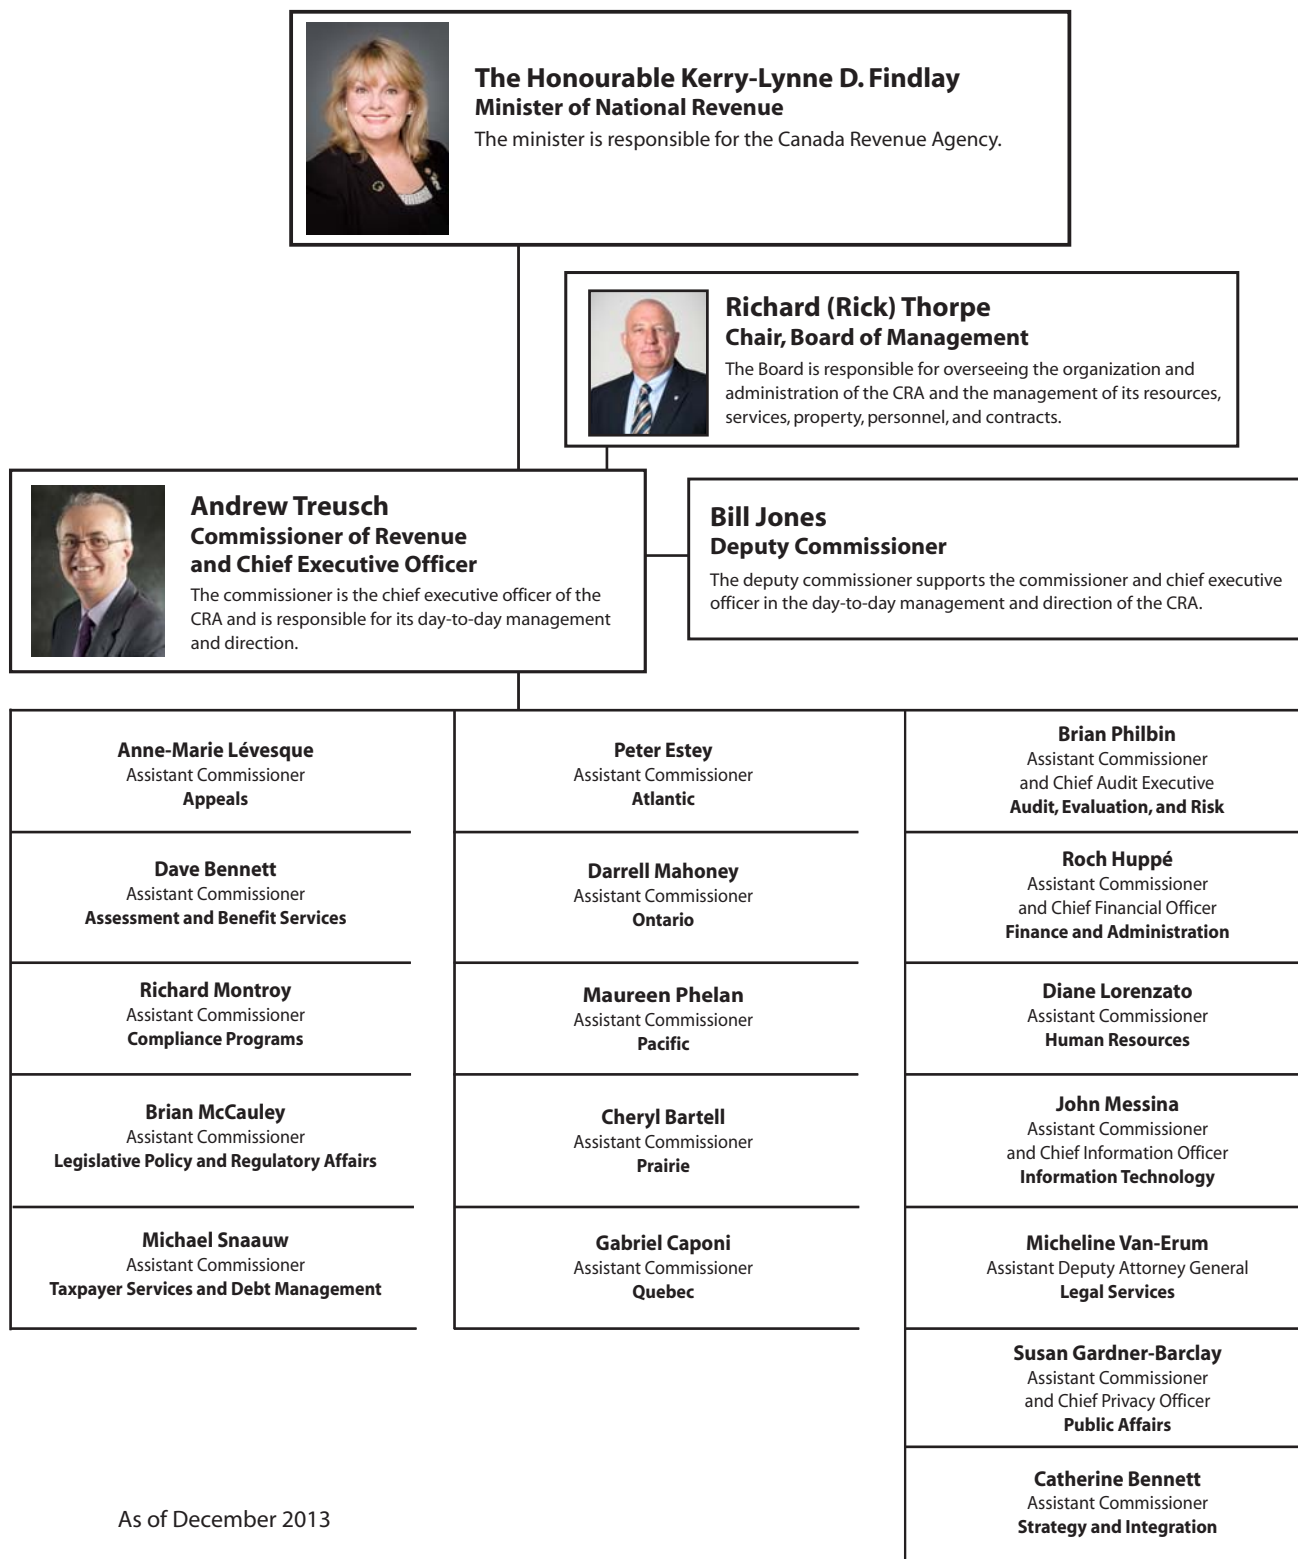 The Honourable Kerry-Lynne D. Findlay
Minister of National Revenue
The minister is responsible for the Canada Revenue Agency.
Richard (Rick) Thorpe
Chair, Board of Management
The Board is responsible for overseeing the organization and
administration of the CRA and the management of its resources,
services, property, personnel, and contracts.
Andrew Treusch
Commissioner of Revenue
and Chief Executive Officer
The commissioner is the chief executive officer of the
CRA and is responsible for its day-to-day management
and direction.
Bill Jones
Deputy Commissioner
The deputy commissioner supports the commissioner and chief executive
officer in the day-to-day management and direction of the CRA.
Anne-Marie Lévesque
Assistant Commissioner
Appeals
Dave Bennett
Assistant Commissioner
Assessment and Benefit Services
Richard Montroy
Assistant Commissioner
Compliance Programs
Brian McCauley
Assistant Commissioner
Legislative Policy and Regulatory Affairs
Michael Snaauw
Assistant Commissioner
Taxpayer Services and Debt Management
Peter Estey
Assistant Commissioner
Atlantic
Darrell Mahoney
Assistant Commissioner
Ontario
Maureen Phelan
Assistant Commissioner
Pacific
Cheryl Bartell
Assistant Commissioner
Prairie
Gabriel Caponi
Assistant Commissioner
Quebec
Brian Philbin
Assistant Commissioner
and Chief Audit Executive
Audit, Evaluation, and Risk
Roch Huppé
Assistant Commissioner
and Chief Financial Officer
Finance and Administration
Diane Lorenzato
Assistant Commissioner
Human Resources
John Messina
Assistant Commissioner
and Chief Information Officer
Information Technology
Micheline Van-Erum
Assistant Deputy Attorney General
Legal Services
Susan Gardner-Barclay
Assistant Commissioner
and Chief Privacy Officer
Public Affairs
Catherine Bennett
Assistant Commissioner
Strategy and Integration
As of December 2013